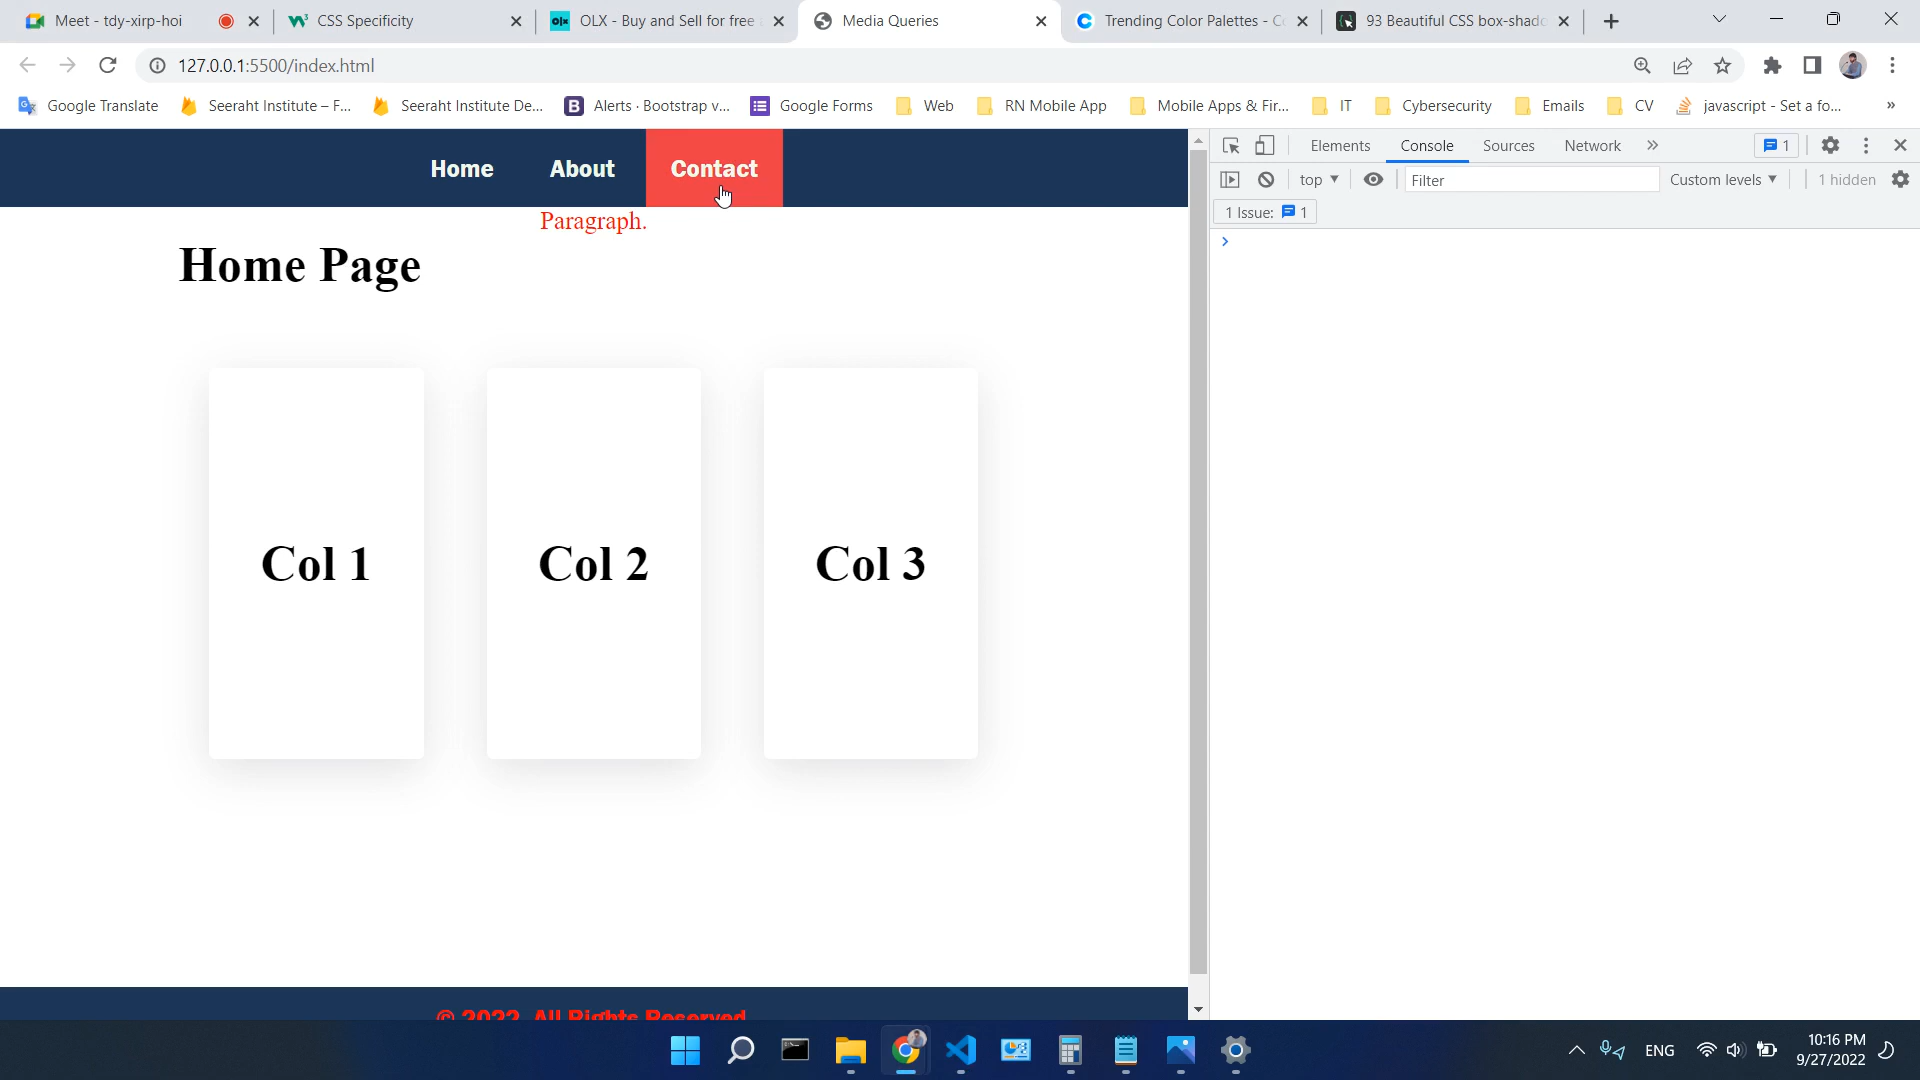 Meet - tdy-xirp-hoi
CSS Specificity
OLX - Buy and Sell for free
Media Queries
Trending Color Palettes - C
93 Beautiful CSS box-shado
127.0.0.1:5500/index.html
Google Translate
Seeraht Institute – F...
Seeraht Institute De...
B
Alerts · Bootstrap v...
Google Forms
Web
RN Mobile App
Mobile Apps & Fir...
IT
Cybersecurity
Emails
CV
javascript - Set a fo...
»
Home
About
Contact
Elements
Console
Sources
Network
»
1
top
Filter
Custom levels
1 hidden
1 Issue:
1
Paragraph.
Home Page
Col 1
Col 2
Col 3
© 2022. All Rights Reserved
ENG
10:16 PM
9/27/2022